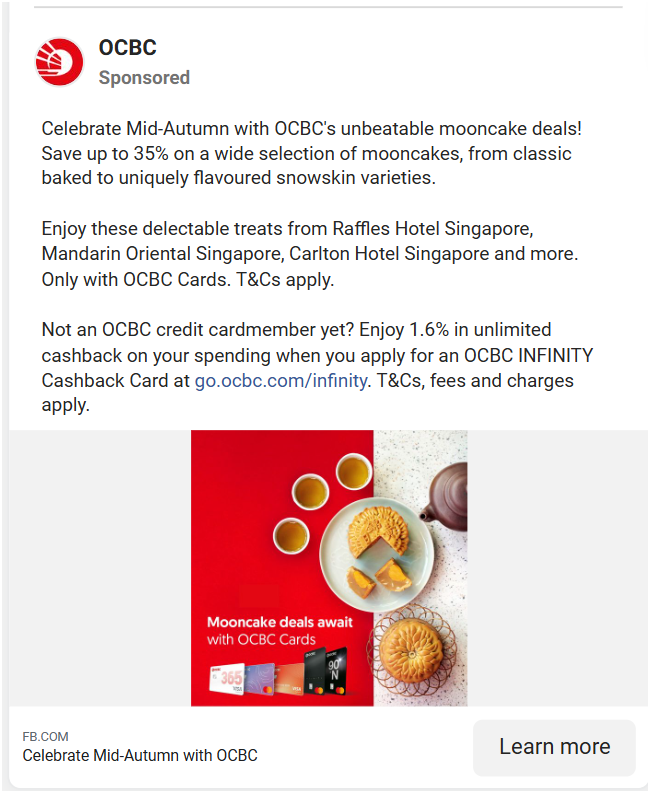 OCBC
Sponsored
Celebrate Mid-Autumn with OCBC's unbeatable mooncake deals!
Save up to 35% on a wide selection of mooncakes, from classic
baked to uniquely flavoured snowskin varieties.
Enjoy these delectable treats from Raffles Hotel Singapore,
Mandarin Oriental Singapore, Carlton Hotel Singapore and more.
Only with OCBC Cards. T&Cs apply.
Not an OCBC credit cardmember yet? Enjoy 1.6% in unlimited
cashback on your spending when you apply for an OCBC INFINITY
Cashback Card at go.ocbc.com/infinity. T&Cs, fees and charges
apply.
Mooncake deals await
with OCBC Cards
365
VISA
VISA
90°
N
FB.COM
Celebrate Mid-Autumn with OCBC
Learn more